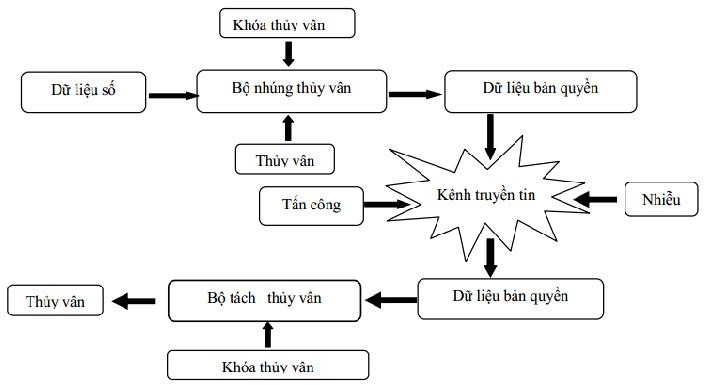 Khóa thủy vân
Dữ liệu số
Bộ nhúng thủy vân
Dữ liệu bản quyền
Thủy vân
Tấn công
Kênh truyền tin
Nhiễu
Thủy vân
Bộ tách thủy vân
Dữ liệu bản quyền
Khóa thủy vân